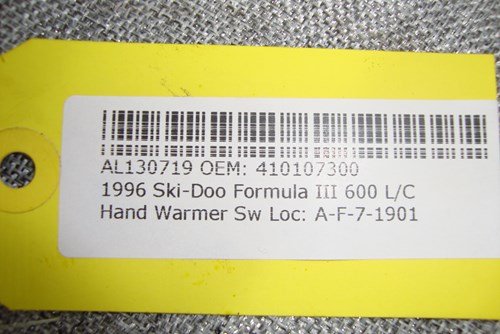 AL130719 OEM: 410107300
1996 Ski-Doo Formula III 600 L/C
Hand Warmer Sw Loc: A-F-7-1901